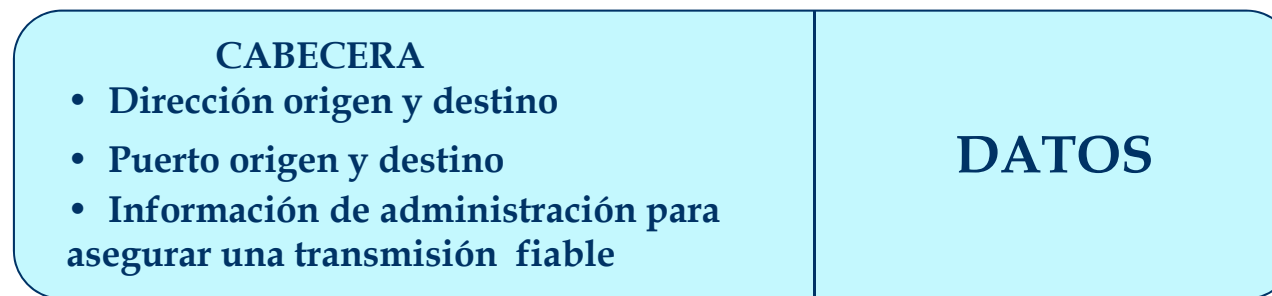 CABECERA
• Dirección origen y destino
• Puerto origen y destino
• Información de administración para
asegurar una transmisión fiable
DATOS